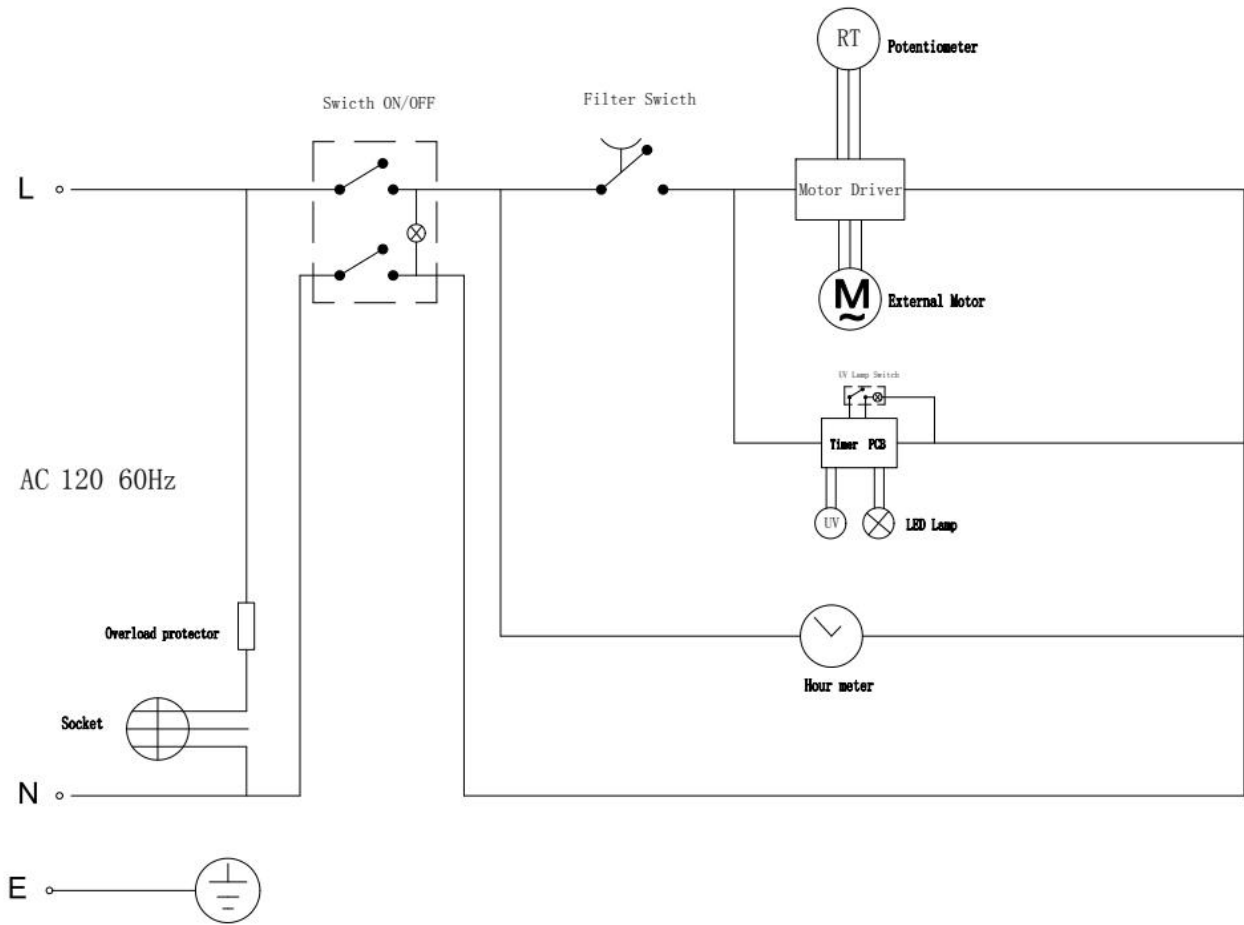 RT
Potentiometer
Swicth ON/OFF
Filter Swicth
L
Motor Driver
M
~
External Motor
UV Lamp Switch
Timer PCB
AC 120 60Hz
UV
LED Lamp
Overload protector
Hour meter
Socket
N
E